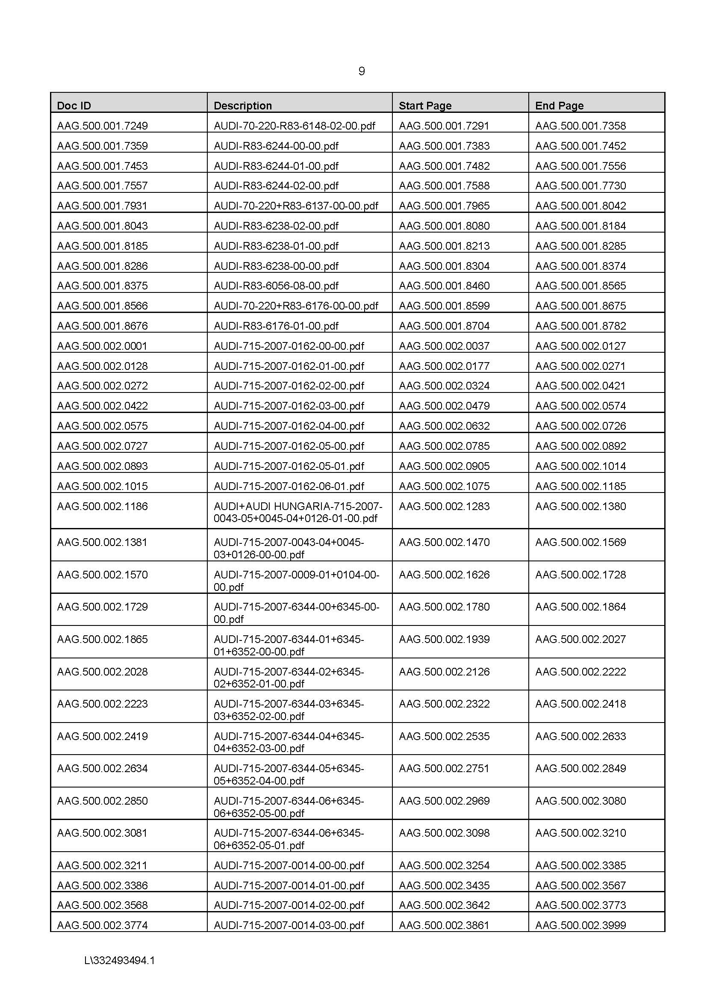 9
Doc ID Description Start Page End Page
AAG.500.001.7249 AUDI-70-220-R83-6148-02-00.pdf AAG.500.001.7291 AAG.500.001.7358
AAG.500.001.7359 AUDI-R83-6244-00-00.pdf AAG.500.001.7383 AAG.500.001.7452
AAG.500.001.7453 AUDI-R83-6244-01-00.pdf AAG.500.001.7482 AAG.500.001.7556
AAG.500.001.7557 AUDI-R83-6244-02-00.pdf AAG.500.001.7588 AAG.500.001.7730
AAG.500.001.7931 AUDI-70-220+R83-6137-00-00.pdf AAG.500.001.7965 AAG.500.001.8042
AAG.500.001.8043 AUDI-R83-6238-02-00.pdf AAG.500.001.8080 AAG.500.001.8184
AAG.500.001.8185 AUDI-R83-6238-01-00.pdf AAG.500.001.8213 AAG.500.001.8285
AAG.500.001.8286 AUDI-R83-6238-00-00.pdf AAG.500.001.8304 AAG.500.001.8374
AAG.500.001.8375 AUDI-R83-6056-08-00.pdf AAG.500.001.8460 AAG.500.001.8565
AAG.500.001.8566 AUDI-70-220+R83-6176-00-00.pdf AAG.500.001.8599 AAG.500.001.8675
AAG.500.001.8676 AUDI-R83-6176-01-00.pdf AAG.500.001.8704 AAG.500.001.8782
AAG.500.002.0001 AUDI-715-2007-0162-00-00.pdf AAG.500.002.0037 AAG.500.002.0127
AAG.500.002.0128 AUDI-715-2007-0162-01-00.pdf AAG.500.002.0177 AAG.500.002.0271
AAG.500.002.0272 AUDI-715-2007-0162-02-00.pdf AAG.500.002.0324 AAG.500.002.0421
AAG.500.002.0422 AUDI-715-2007-0162-03-00.pdf AAG.500.002.0479 AAG.500.002.0574
AAG.500.002.0575 AUDI-715-2007-0162-04-00.pdf AAG.500.002.0632 AAG.500.002.0726
AAG.500.002.0727 AUDI-715-2007-0162-05-00.pdf AAG.500.002.0785 AAG.500.002.0892
AAG.500.002.0893 AUDI-715-2007-0162-05-01.pdf AAG.500.002.0905 AAG.500.002.1014
AAG.500.002.1015 AUDI-715-2007-0162-06-01.pdf AAG.500.002.1075 AAG.500.002.1185
AAG.500.002.1186 AUDI+AUDI HUNGARIA-715-2007- AAG.500.002.1283 AAG.500.002.1380
0043-05+0045-04+0126-01-00.pdf
AAG.500.002.1381 AUDI-715-2007-0043-04+0045- AAG.500.002.1470 AAG.500.002.1569
03+0126-00-00.pdf
AAG.500.002.1570 AUDI-715-2007-0009-01+0104-00- AAG.500.002.1626 AAG.500.002.1728
00.pdf
AAG.500.002.1729 AUDI-715-2007-6344-00+6345-00- AAG.500.002.1780 AAG.500.002.1864
00.pdf
AAG.500.002.1865 AUDI-715-2007-6344-01+6345- AAG.500.002.1939 AAG.500.002.2027
01+6352-00-00.pdf
AAG.500.002.2028 AUDI-715-2007-6344-02+6345- AAG.500.002.2126 AAG.500.002.2222
02+6352-01-00.pdf
AAG.500.002.2223 AUDI-715-2007-6344-03+6345- AAG.500.002.2322 AAG.500.002.2418
03+6352-02-00.pdf
AAG.500.002.2419 AUDI-715-2007-6344-04+6345- AAG.500.002.2535 AAG.500.002.2633
04+6352-03-00.pdf
AAG.500.002.2634 AUDI-715-2007-6344-05+6345- AAG.500.002.2751 AAG.500.002.2849
05+6352-04-00.pdf
AAG.500.002.2850 AUDI-715-2007-6344-06+6345- AAG.500.002.2969 AAG.500.002.3080
06+6352-05-00.pdf
AAG.500.002.3081 AUDI-715-2007-6344-06+6345- AAG.500.002.3098 AAG.500.002.3210
06+6352-05-01.pdf
AAG.500.002.3211 AUDI-715-2007-0014-00-00.pdf AAG.500.002.3254 AAG.500.002.3385
AAG.500.002.3386 AUDI-715-2007-0014-01-00.pdf AAG.500.002.3435 AAG.500.002.3567
AAG.500.002.3568 AUDI-715-2007-0014-02-00.pdf AAG.500.002.3642 AAG.500.002.3773
AAG.500.002.3774 AUDI-715-2007-0014-03-00.pdf AAG.500.002.3861 AAG.500.002.3999
L\332493494.1